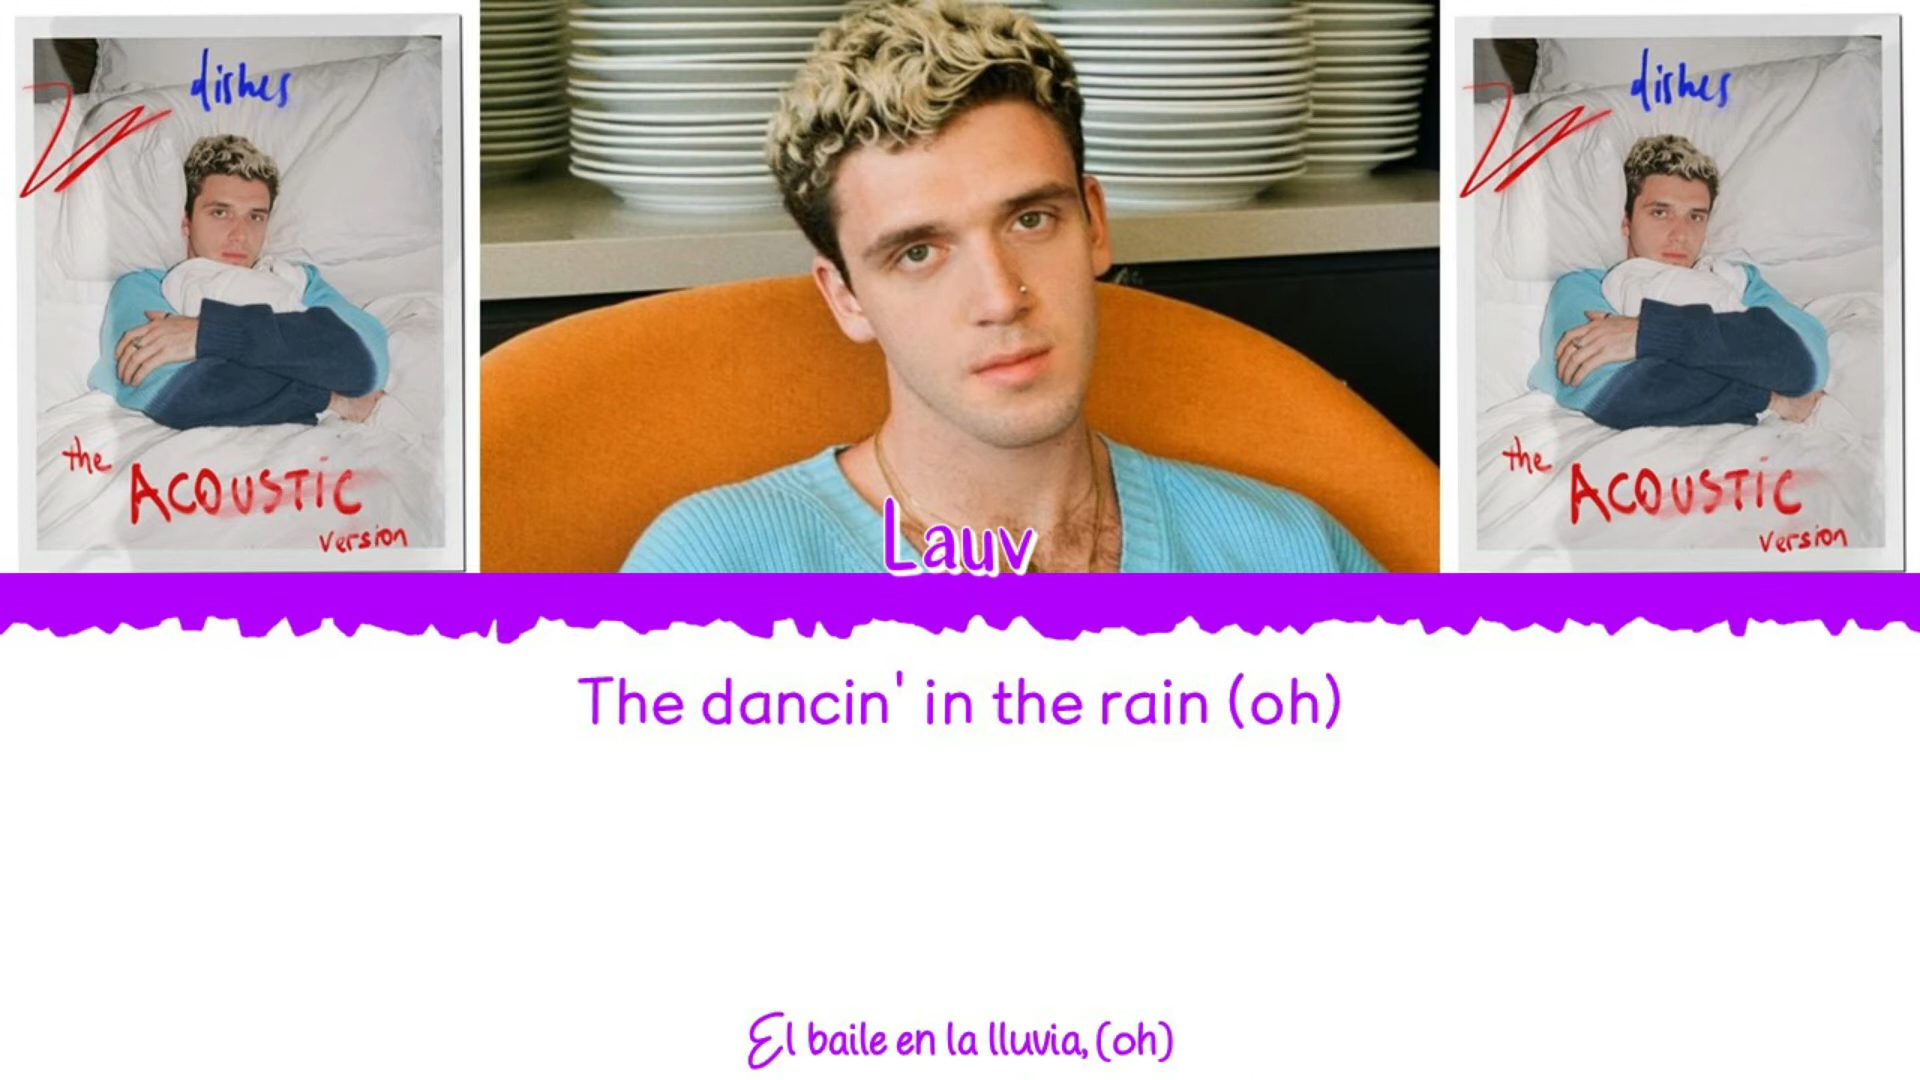 dishes
the
ACOUSTIC
version
Lauv
dishes
the
ACOUSTIC
version
The dancin' in the rain (oh)
El baile en la lluvia, (oh)